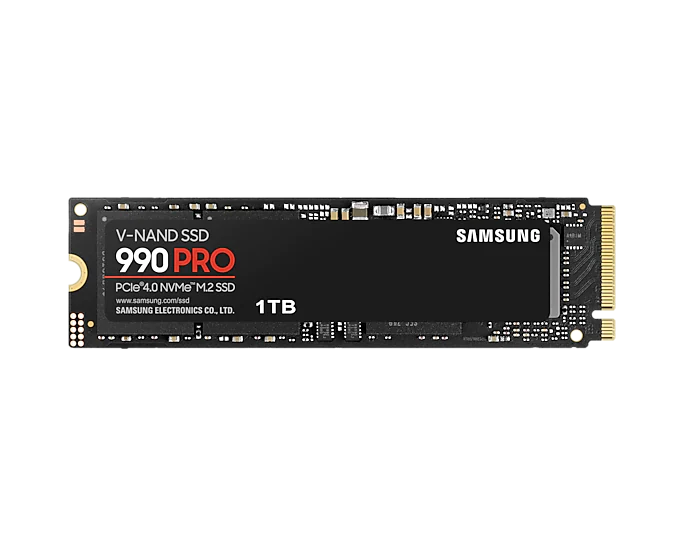 V-NAND SSD
SAMSUNG
990 PRO
PCIe®4.0 NVMe™ M.2 SSD
www.samsung.com/ssd
SAMSUNG ELECTRONICS CO., LTD.
1TB